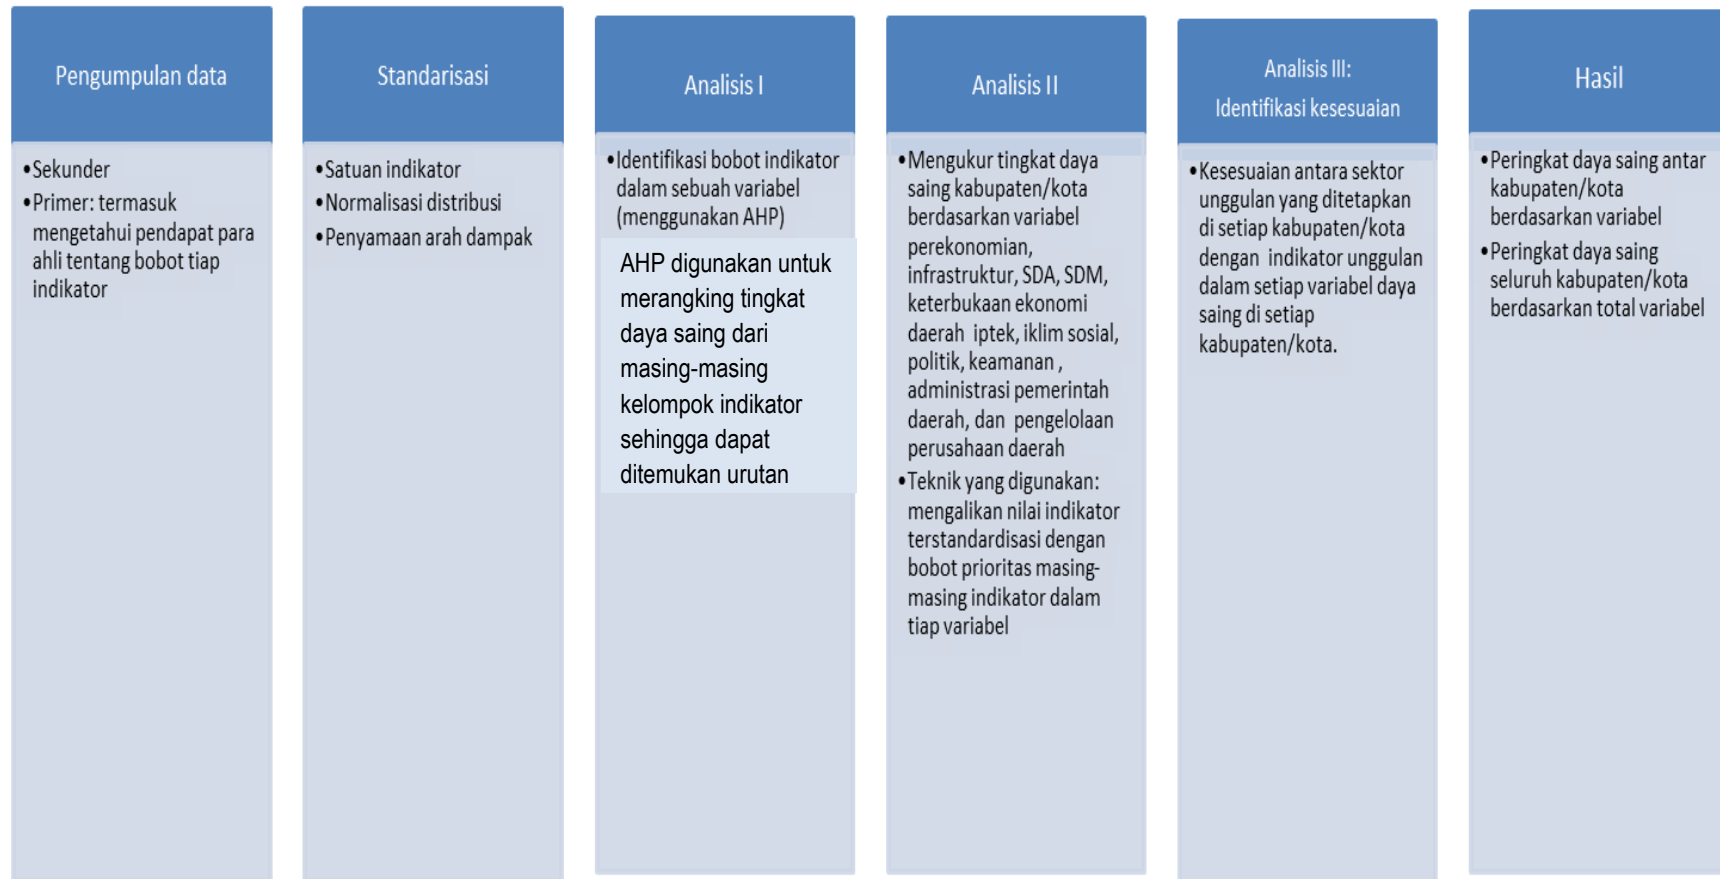 Pengumpulan data
•Sekunder
•Primer: termasuk
mengetahui pendapat para
ahli tentang bobot tiap
indikator
Standarisasi
•Satuan indikator
•Normalisasi distribusi
•Penyamaan arah dampak
Analisis I
•Identifikasi bobot indikator
dalam sebuah variabel
(menggunakan AHP)
AHP digunakan untuk
merangking tingkat
daya saing dari
masing-masing
kelompok indikator
sehingga dapat
ditemukan urutan
Analisis II
•Mengukur tingkat daya
saing kabupaten/kota
berdasarkan variabel
perekonomian,
infrastruktur, SDA, SDM,
keterbukaan ekonomi
daerah iptek, iklim sosial,
politik, keamanan ,
administrasi pemerintah
daerah, dan pengelolaan
perusahaan daerah
•Teknik yang digunakan:
mengalikan nilai indikator
terstandardisasi dengan
bobot prioritas masing-
masing indikator dalam
tiap variabel
Analisis III:
Identifikasi kesesuaian
•Kesesuaian antara sektor
unggulan yang ditetapkan
di setiap kabupaten/kota
dengan indikator unggulan
dalam setiap variabel daya
saing di setiap
kabupaten/kota.
Hasil
•Peringkat daya saing antar
kabupaten/kota
berdasarkan variabel
•Peringkat daya saing
seluruh kabupaten/kota
berdasarkan total variabel